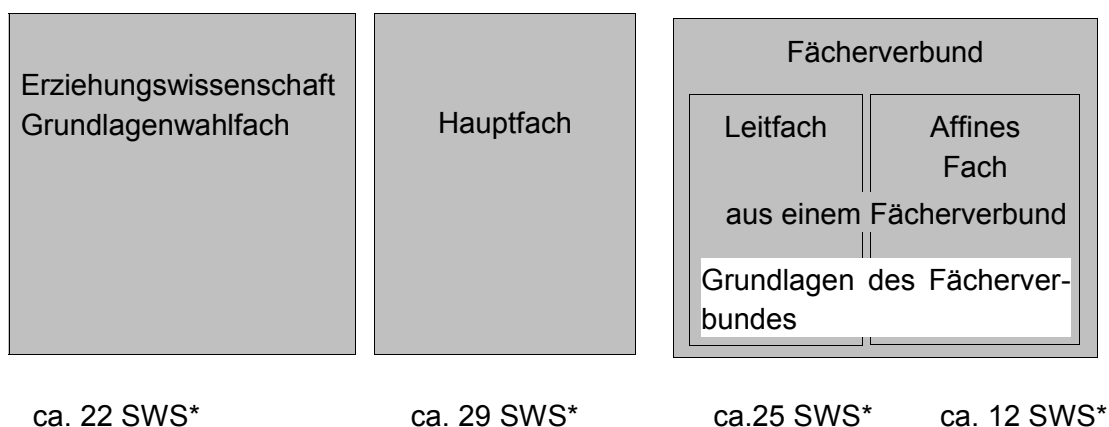 Erziehungswissenschaft
Grundlagenwahlfach
Hauptfach
Fächerverbund
Leitfach
Affines
Fach
aus einem Fächerverbund
Grundlagen des Fächerver-
bundes
ca. 22 SWS*
ca. 29 SWS*
ca.25 SWS*
ca. 12 SWS*